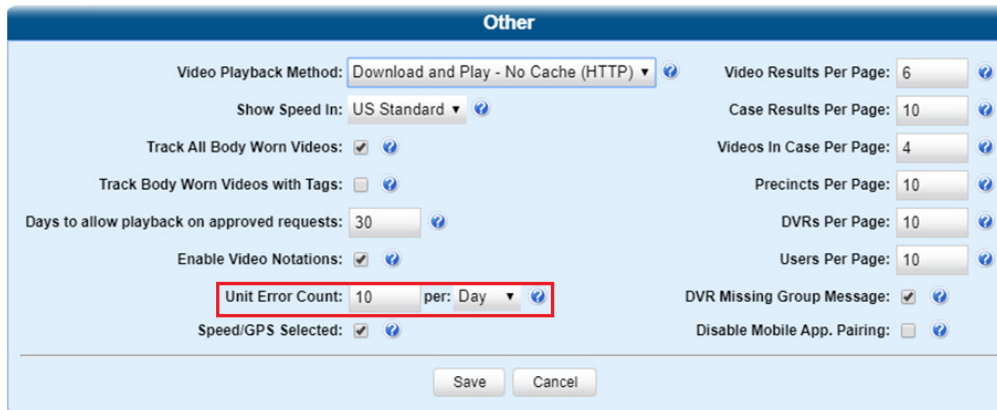 Other
Video Playback Method: Download and Play - No Cache (HTTP)
Video Results Per Page: 6
Show Speed In: US Standard
Case Results Per Page: 10
Track All Body Worn Videos:
Videos In Case Per Page: 4
Track Body Worn Videos with Tags:
Precincts Per Page: 10
Days to allow playback on approved requests: 30
DVRs Per Page: 10
Enable Video Notations:
Users Per Page: 10
Unit Error Count: 10 per: Day
DVR Missing Group Message:
Speed/GPS Selected:
Disable Mobile App. Pairing:
Save Cancel